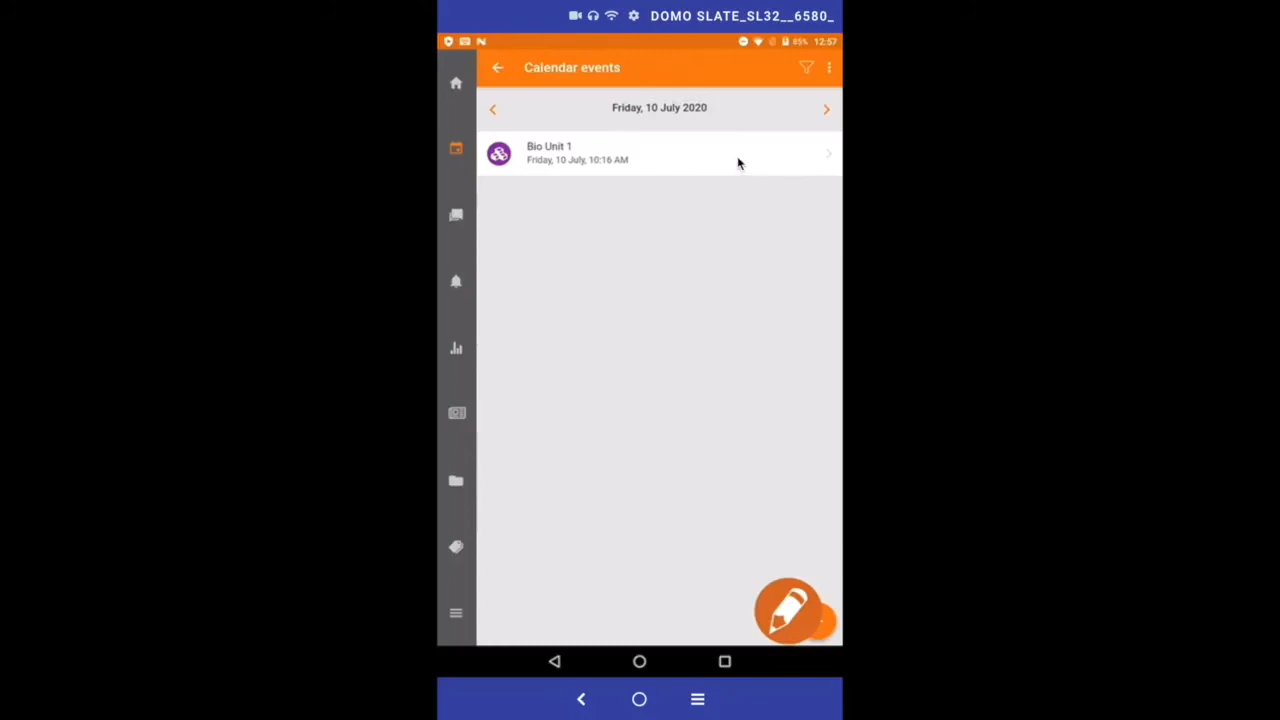 DOMO SLATE_SL32__6580_
85% 12:57
Calendar events
Friday, 10 July 2020
Bio Unit 1
Friday, 10 July, 10:16 AM